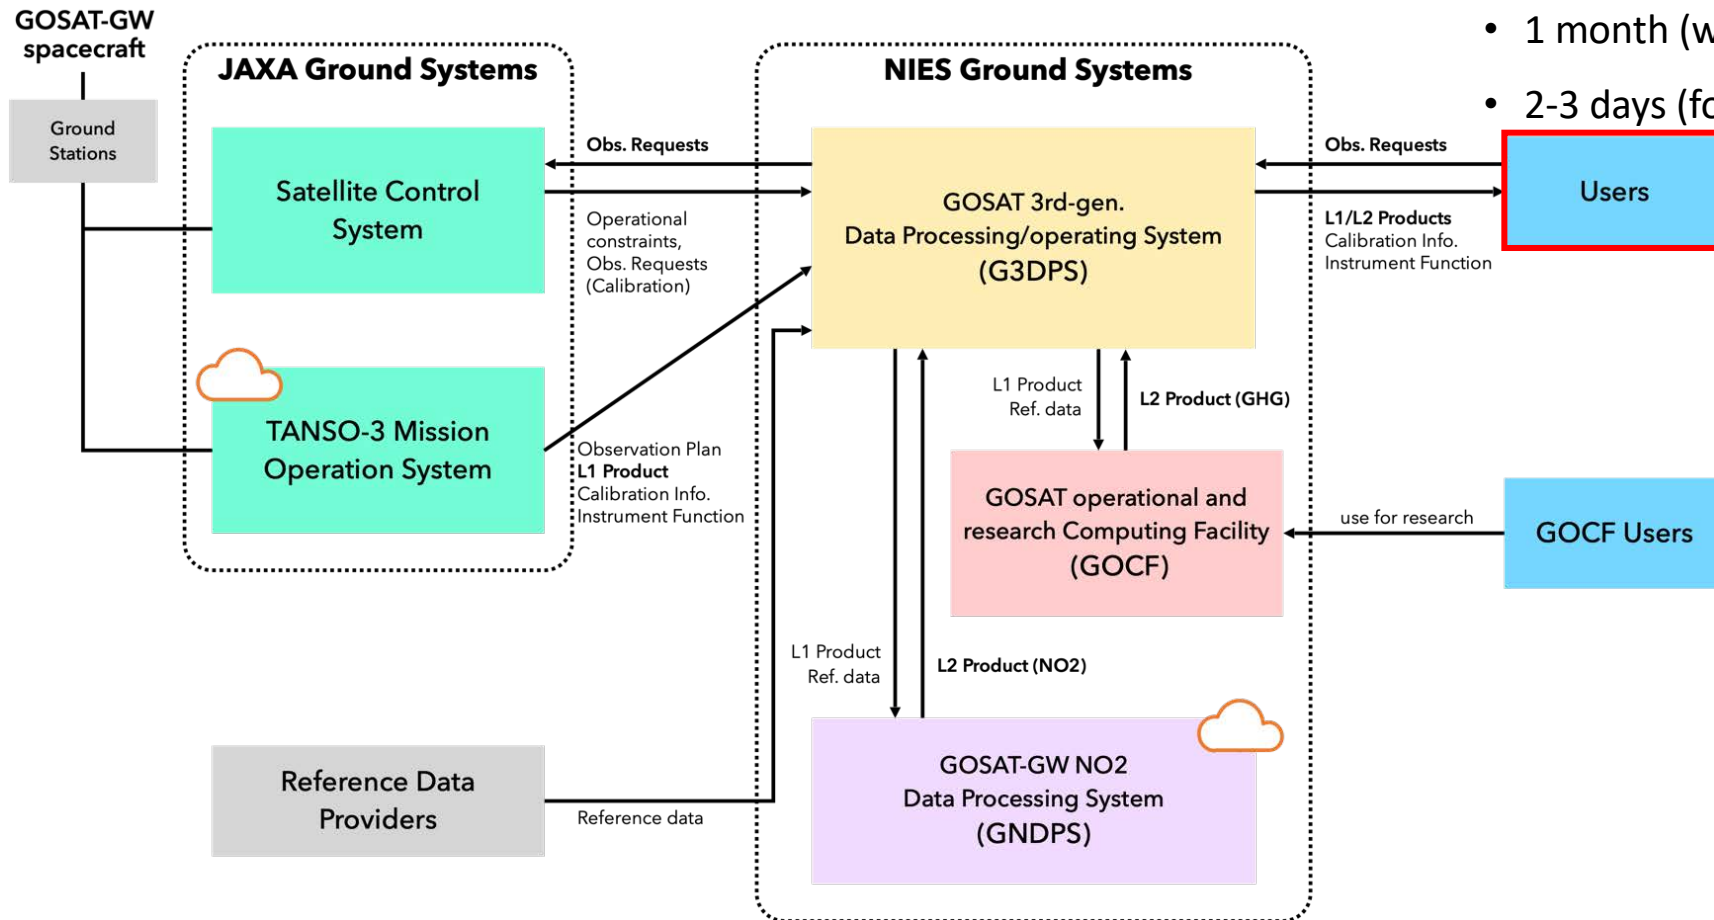 GOSAT-GW
spacecraft
Ground
Stations
JAXA Ground Systems
Satellite Control
System
TANSO-3 Mission
Operation System
Obs. Requests
Operational
constraints,
Obs. Requests
(Calibration)
Observation Plan
L1 Product
Calibration Info.
Instrument Function
Reference Data
Providers
Reference data
NIES Ground Systems
GOSAT 3rd-gen.
Data Processing/operating System
(G3DPS)
L1 Product
Ref. data
L2 Product (GHG)
GOSAT operational and
research Computing Facility
(GOCF)
L1 Product
Ref. data
L2 Product (NO2)
GOSAT-GW NO2
Data Processing System
(GNDPS)
• 1 month (w
• 2-3 days (fo
Obs. Requests
L1/L2 Products
Calibration Info.
Instrument Function
Users
use for research
GOCF Users